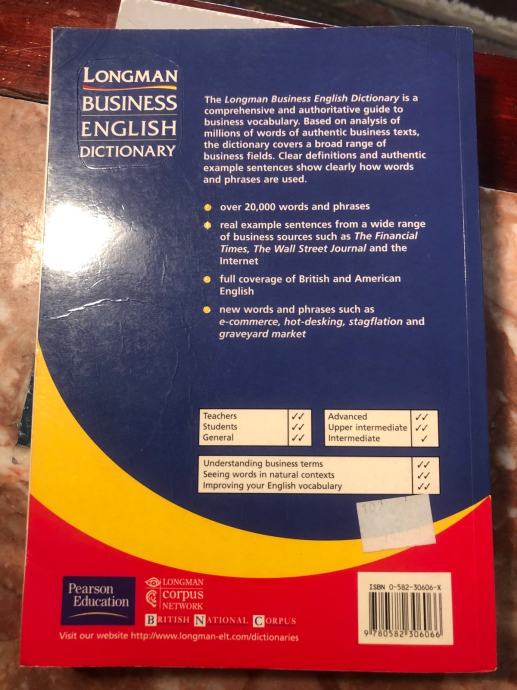 LONGMAN
BUSINESS
ENGLISH
DICTIONARY
The Longman Business English Dictionary is a
comprehensive and authoritative guide to
business vocabulary. Based on analysis of
millions of words of authentic business texts,
the dictionary covers a broad range of
business fields. Clear definitions and authentic
example sentences show clearly how words
and phrases are used.
over 20,000 words and phrases
real example sentences from a wide range
of business sources such as The Financial
Times, The Wall Street Journal and the
Internet
full coverage of British and American
English
new words and phrases such as
e-commerce, hot-desking, stagflation and
graveyard market
Teachers ✓✓
Students ✓✓
General ✓✓
Advanced ✓✓
Upper intermediate ✓✓
Intermediate ✓
Understanding business terms ✓✓
Seeing words in natural contexts ✓✓
Improving your English vocabulary ✓✓
Pearson
Education
LONGMAN
corpus
NETWORK
BRITISH NATIONAL CORPUS
Visit our website http://www.longman-elt.com/dictionaries
ISBN 0-582-30606-X
9 780582 306066